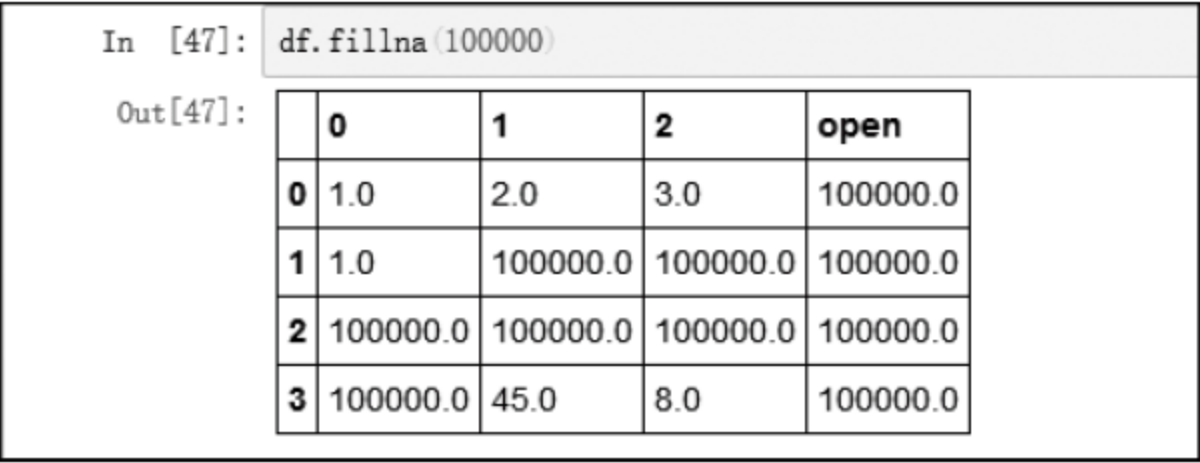 In [47]: df.fillna(100000)
Out[47]:
0 1 2 open
0 1.0 2.0 3.0 100000.0
1 1.0 100000.0 100000.0 100000.0
2 100000.0 100000.0 100000.0 100000.0
3 100000.0 45.0 8.0 100000.0